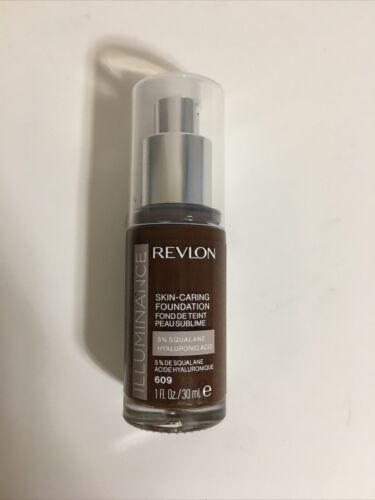 ILLUMINANCE
REVLON
SKIN-CARING
FOUNDATION
FOND DE TEINT
PEAU SUBLIME
5% SQUALANE
HYALURONIC ACID
5% DE SQUALANE
ACIDE HYALURONIQUE
609
1 fl. Oz./30 mL ℮